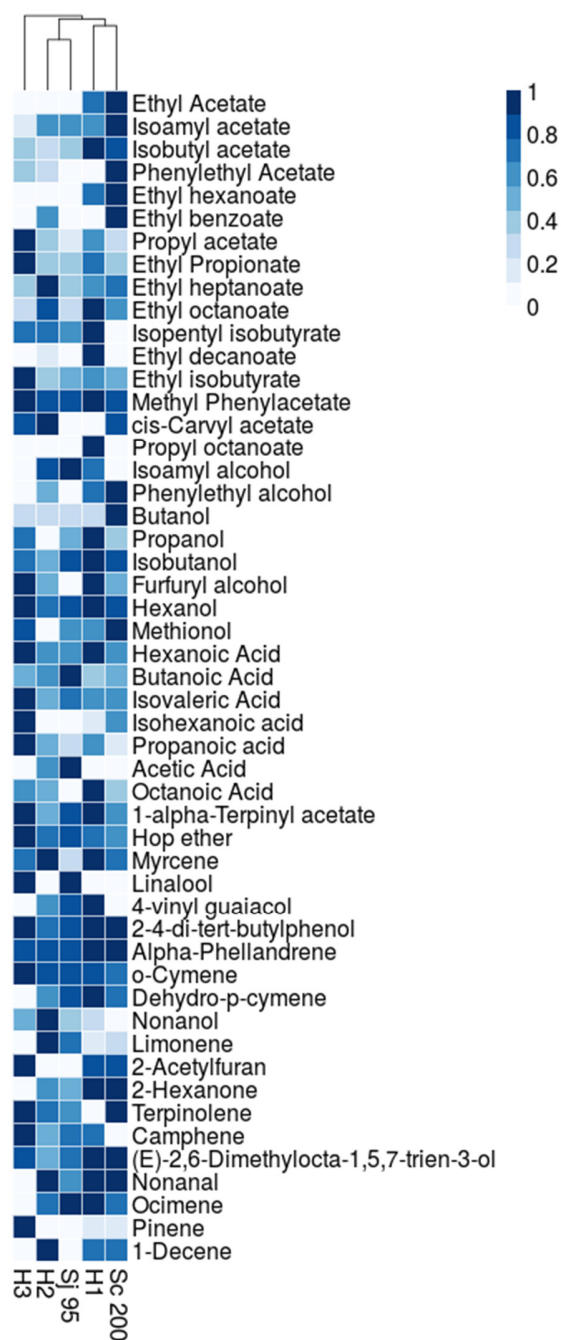 1
0.8
0.6
0.4
0.2
0
Ethyl Acetate
Isoamyl acetate
Isobutyl acetate
Phenylethyl Acetate
Ethyl hexanoate
Ethyl benzoate
Propyl acetate
Ethyl Propionate
Ethyl heptanoate
Ethyl octanoate
Isopentyl isobutyrate
Ethyl decanoate
Ethyl isobutyrate
Methyl Phenylacetate
cis-Carvyl acetate
Propyl octanoate
Isoamyl alcohol
Phenylethyl alcohol
Butanol
Propanol
Isobutanol
Furfuryl alcohol
Hexanol
Methionol
Hexanoic Acid
Butanoic Acid
Isovaleric Acid
Isohexanoic acid
Propanoic acid
Acetic Acid
Octanoic Acid
1-alpha-Terpinyl acetate
Hop ether
Myrcene
Linalool
4-vinyl guaiacol
2-4-di-tert-butylphenol
Alpha-Phellandrene
o-Cymene
Dehydro-p-cymene
Nonanol
Limonene
2-Acetylfuran
2-Hexanone
Terpinolene
Camphene
(E)-2,6-Dimethylocta-1,5,7-trien-3-ol
Nonanal
Ocimene
Pinene
1-Decene
H3
H2
Sj 95
H1
Sc 200